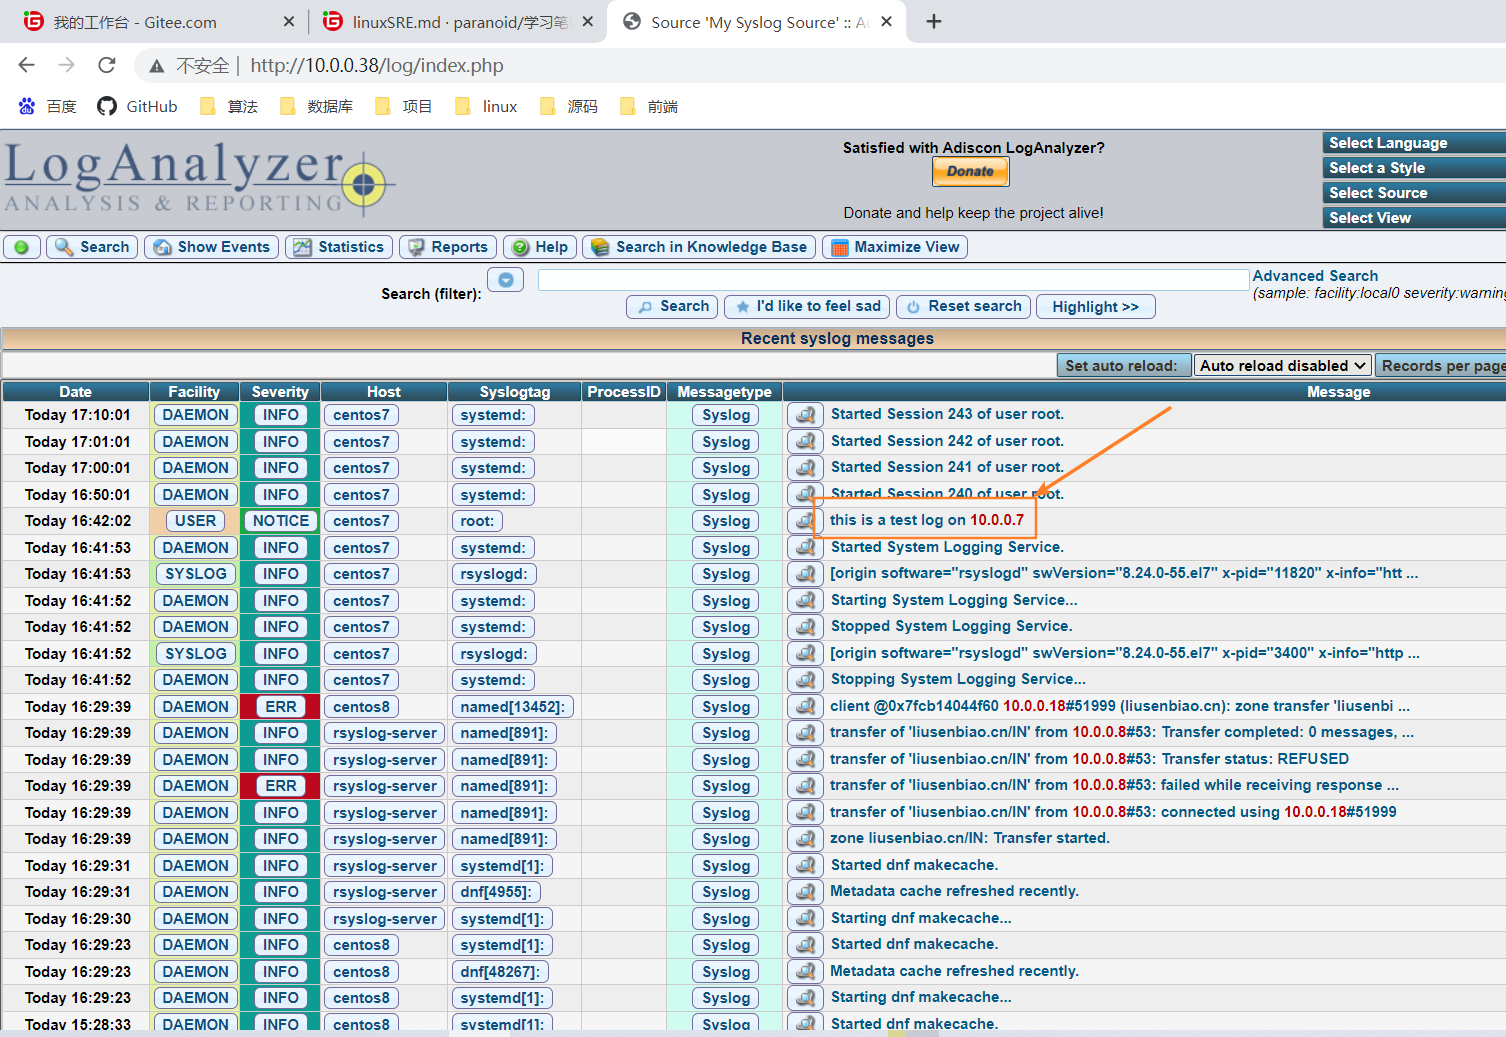 我的工作台 - Gitee.com
linuxSRE.md · paranoid/学习笔
Source 'My Syslog Source' :: A
不安全 | http://10.0.0.38/log/index.php
百度 GitHub 算法 数据库 项目 linux 源码 前端
LogAnalyzer
ANALYSIS & REPORTING
Satisfied with Adiscon LogAnalyzer?
Donate
Donate and help keep the project alive!
Select Language
Select a Style
Select Source
Select View
Search Show Events Statistics Reports Help Search in Knowledge Base Maximize View
Search (filter):
Advanced Search
(sample: facility:local0 severity:warning
Search I'd like to feel sad Reset search Highlight >>
Recent syslog messages
Set auto reload: Auto reload disabled Records per page
Date Facility Severity Host Syslogtag ProcessID Messagetype Message
Today 17:10:01 DAEMON INFO centos7 systemd: Syslog Started Session 243 of user root.
Today 17:01:01 DAEMON INFO centos7 systemd: Syslog Started Session 242 of user root.
Today 17:00:01 DAEMON INFO centos7 systemd: Syslog Started Session 241 of user root.
Today 16:50:01 DAEMON INFO centos7 systemd: Syslog Started Session 240 of user root.
Today 16:42:02 USER NOTICE centos7 root: Syslog this is a test log on 10.0.0.7
Today 16:41:53 DAEMON INFO centos7 systemd: Syslog Started System Logging Service.
Today 16:41:53 SYSLOG INFO centos7 rsyslogd: Syslog [origin software="rsyslogd" swVersion="8.24.0-55.el7" x-pid="11820" x-info="htt ...
Today 16:41:52 DAEMON INFO centos7 systemd: Syslog Starting System Logging Service...
Today 16:41:52 DAEMON INFO centos7 systemd: Syslog Stopped System Logging Service.
Today 16:41:52 SYSLOG INFO centos7 rsyslogd: Syslog [origin software="rsyslogd" swVersion="8.24.0-55.el7" x-pid="3400" x-info="http ...
Today 16:41:52 DAEMON INFO centos7 systemd: Syslog Stopping System Logging Service...
Today 16:29:39 DAEMON ERR centos8 named[13452]: Syslog client @0x7fcb14044f60 10.0.0.18#51999 (liusenbiao.cn): zone transfer 'liusenbi ...
Today 16:29:39 DAEMON INFO rsyslog-server named[891]: Syslog transfer of 'liusenbiao.cn/IN' from 10.0.0.8#53: Transfer completed: 0 messages, ...
Today 16:29:39 DAEMON INFO rsyslog-server named[891]: Syslog transfer of 'liusenbiao.cn/IN' from 10.0.0.8#53: Transfer status: REFUSED
Today 16:29:39 DAEMON ERR rsyslog-server named[891]: Syslog transfer of 'liusenbiao.cn/IN' from 10.0.0.8#53: failed while receiving response ...
Today 16:29:39 DAEMON INFO rsyslog-server named[891]: Syslog transfer of 'liusenbiao.cn/IN' from 10.0.0.8#53: connected using 10.0.0.18#51999
Today 16:29:39 DAEMON INFO rsyslog-server named[891]: Syslog zone liusenbiao.cn/IN: Transfer started.
Today 16:29:31 DAEMON INFO rsyslog-server systemd[1]: Syslog Started dnf makecache.
Today 16:29:31 DAEMON INFO rsyslog-server dnf[4955]: Syslog Metadata cache refreshed recently.
Today 16:29:30 DAEMON INFO rsyslog-server systemd[1]: Syslog Starting dnf makecache...
Today 16:29:23 DAEMON INFO centos8 systemd[1]: Syslog Started dnf makecache.
Today 16:29:23 DAEMON INFO centos8 dnf[48267]: Syslog Metadata cache refreshed recently.
Today 16:29:23 DAEMON INFO centos8 systemd[1]: Syslog Starting dnf makecache...
Today 15:28:33 DAEMON INFO centos8 systemd[1]: Syslog Started dnf makecache.